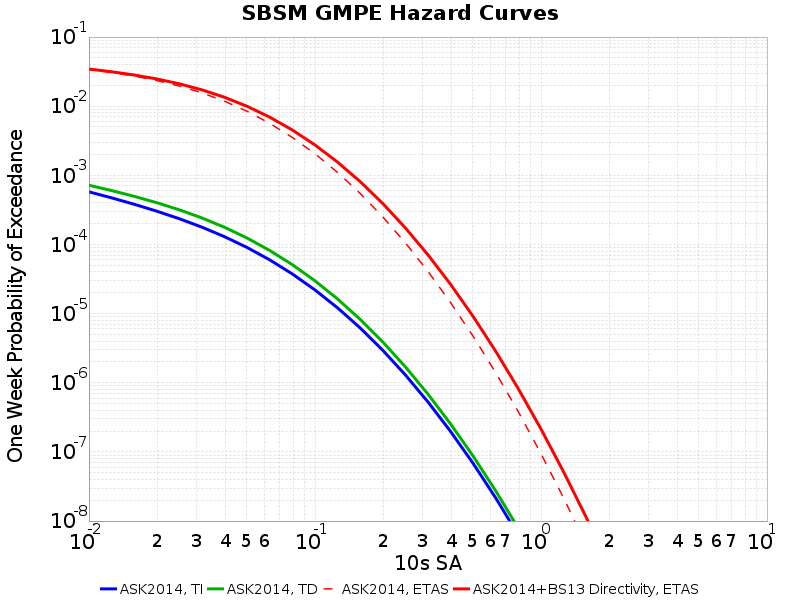 SBSM GMPE Hazard Curves
One Week Probability of Exceedance
10^-1
10^-2
10^-3
10^-4
10^-5
10^-6
10^-7
10^-8
10^-2 2 3 4 5 6 10^-1 2 3 4 5 6 7 10^0 2 3 4 5 6 7 10^1
10s SA
ASK2014, TI ASK2014, TD ASK2014, ETAS ASK2014+BS13 Directivity, ETAS